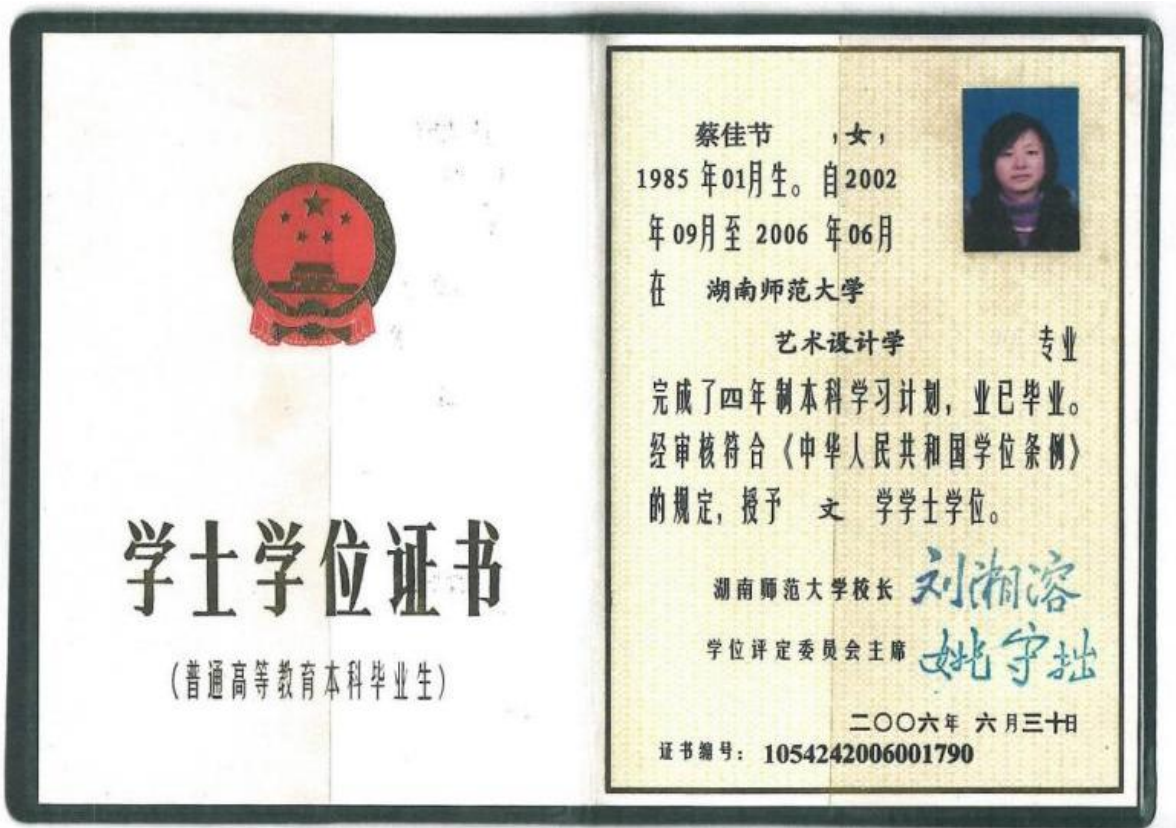 学士学位证书
(普通高等教育本科毕业生)
蔡佳节 ,女,
1985 年01月生。自2002
年09月至 2006 年06月
在 湖南师范大学
艺术设计学 专业
完成了四年制本科学习计划,业已毕业。
经审核符合《中华人民共和国学位条例》
的规定,授予 文 学学士学位。
湖南师范大学校长 刘湘溶
学位评定委员会主席 姚守拙
二〇〇六年 六月三十日
证书编号:1054242006001790